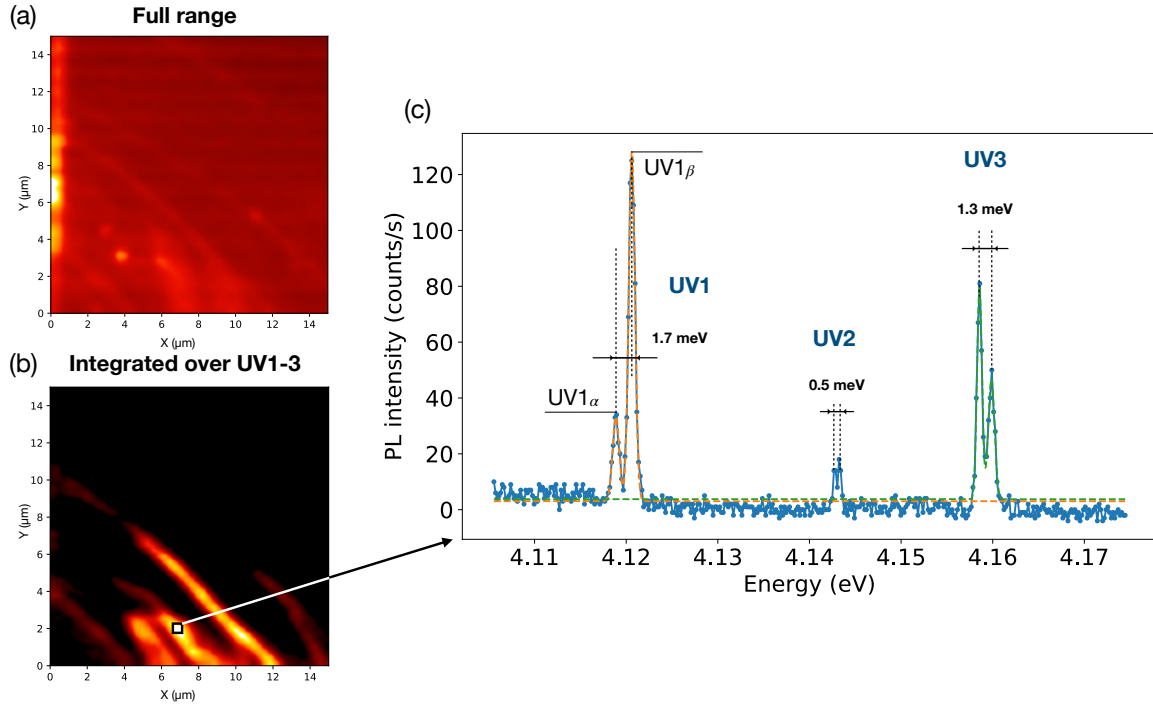 (a)
Full range
14
12
10
8
6
4
2
0
Y (µm)
0 2 4 6 8 10 12 14
X (µm)
(b)
Integrated over UV1-3
14
12
10
8
6
4
2
0
Y (µm)
0 2 4 6 8 10 12 14
X (µm)
(c)
120
100
80
60
40
20
0
PL intensity (counts/s)
UV1β
UV1
1.7 meV
UV1α
UV2
0.5 meV
UV3
1.3 meV
4.11 4.12 4.13 4.14 4.15 4.16 4.17
Energy (eV)